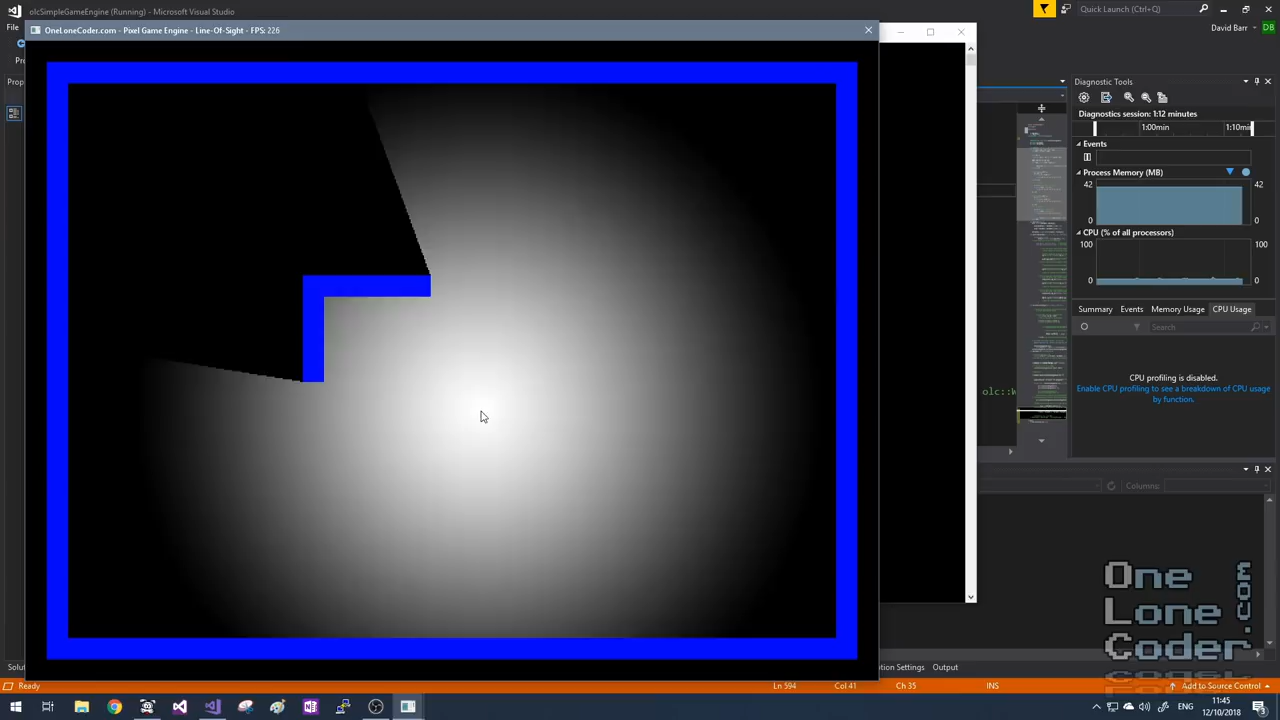 olcSimpleGameEngine (Running) - Microsoft Visual Studio
Quick Launch (Ctrl+Q)
File
OneLoneCoder.com - Pixel Game Engine - Line-Of-Sight - FPS: 226
David Barr
DB
Diagnostic Tools
Diagnostics session: 1:12 minutes
1:00min
1:10min
Events
Process Memory (MB)
42
42
0
0
CPU (% of all processors)
100
100
0
0
Summary
Events
Memory Usage
CPU Usage
Search
CPU profiling is disabled.
Enable CPU profiling to see a breakdown of CPU usage
by function.
Columns:
One
Lone
Coder
Output
Ready
Ln 594
Col 41
Ch 35
INS
Add to Source Control
11:45
12/10/2018